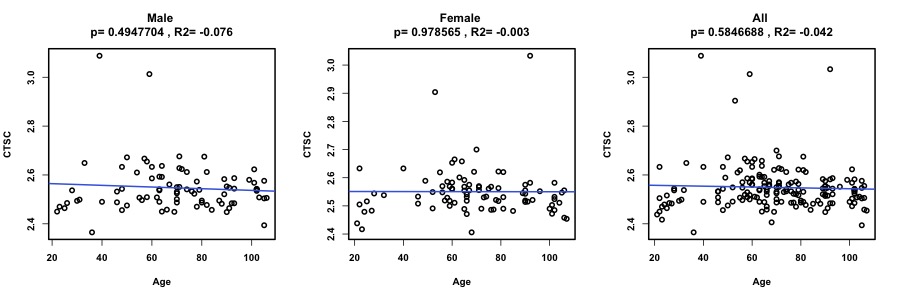 Male
p= 0.4947704 , R2= -0.076
CTSC
3.0
2.8
2.6
2.4
20 40 60 80 100
Age
Female
p= 0.978565 , R2= -0.003
CTSC
3.0
2.9
2.8
2.7
2.6
2.5
2.4
20 40 60 80 100
Age
All
p= 0.5846688 , R2= -0.042
CTSC
3.0
2.8
2.6
2.4
20 40 60 80 100
Age